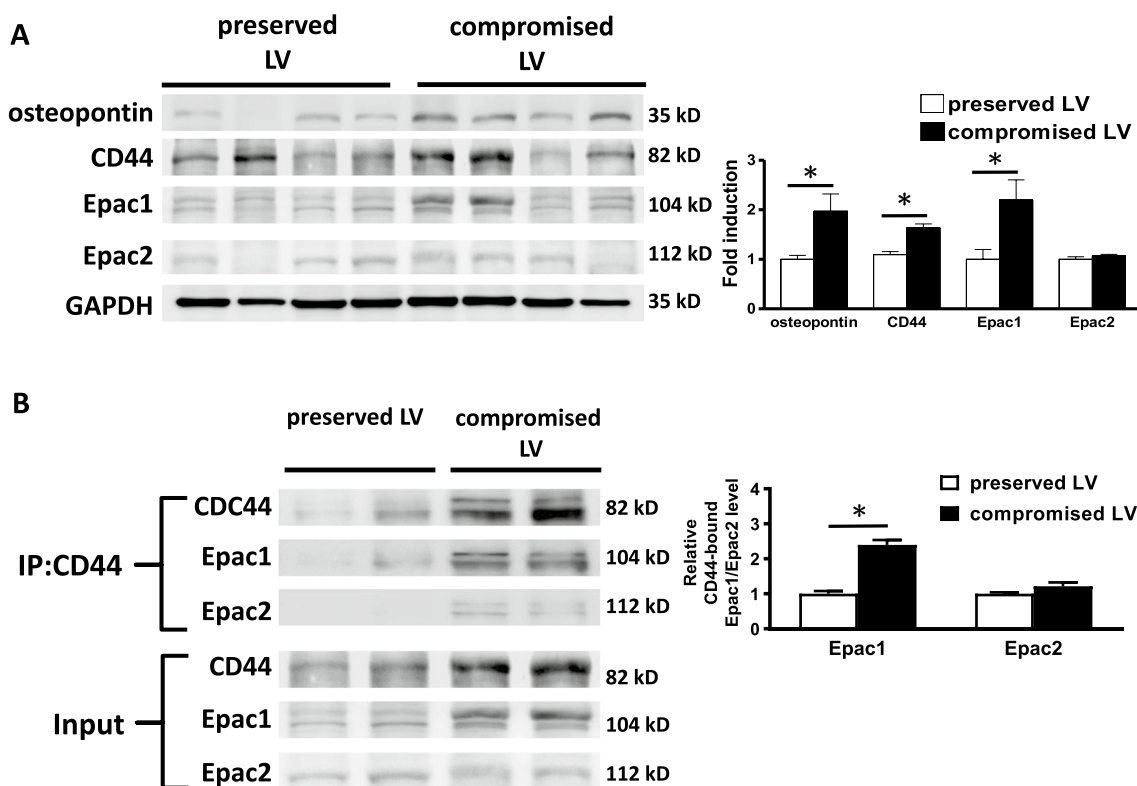 A
preserved
LV
compromised
LV
osteopontin
35 kD
CD44
82 kD
Epac1
104 kD
Epac2
112 kD
GAPDH
35 kD
preserved LV
compromised LV
Fold induction
3
2
1
0
*
*
*
osteopontin
CD44
Epac1
Epac2
B
preserved LV
compromised
LV
IP:CD44
CDC44
82 kD
Epac1
104 kD
Epac2
112 kD
Input
CD44
82 kD
Epac1
104 kD
Epac2
112 kD
preserved LV
compromised LV
Relative
CD44-bound
Epac1/Epac2 level
4
3
2
1
0
*
Epac1
Epac2